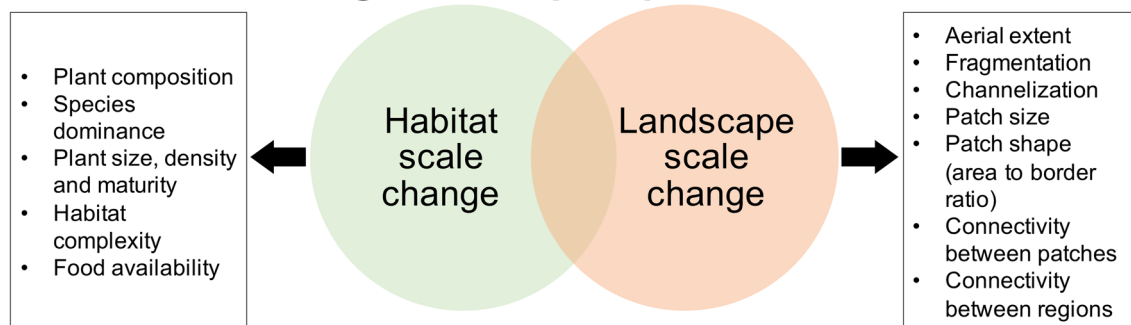 • Plant composition
• Species
dominance
• Plant size, density
and maturity
• Habitat
complexity
• Food availability
Habitat
scale
change
Landscape
scale
change
• Aerial extent
• Fragmentation
• Channelization
• Patch size
• Patch shape
(area to border
ratio)
• Connectivity
between patches
• Connectivity
between regions